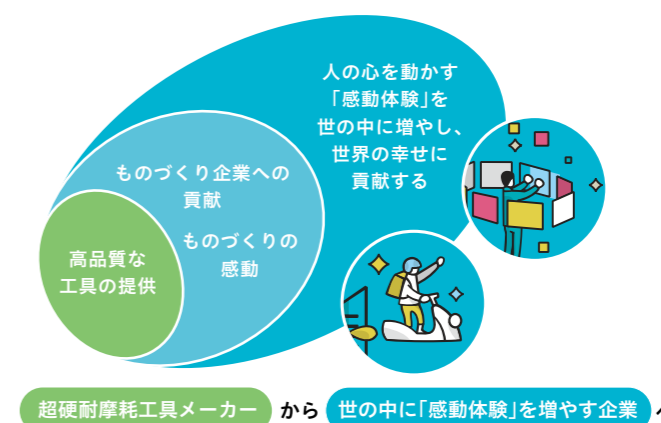 人の心を動かす
「感動体験」を
世の中に増やし、
世界の幸せに
貢献する
ものづくり企業への
貢献
ものづくりの
感動
高品質な
工具の提供
超硬耐摩耗工具メーカー から 世の中に「感動体験」を増やす企業 へ